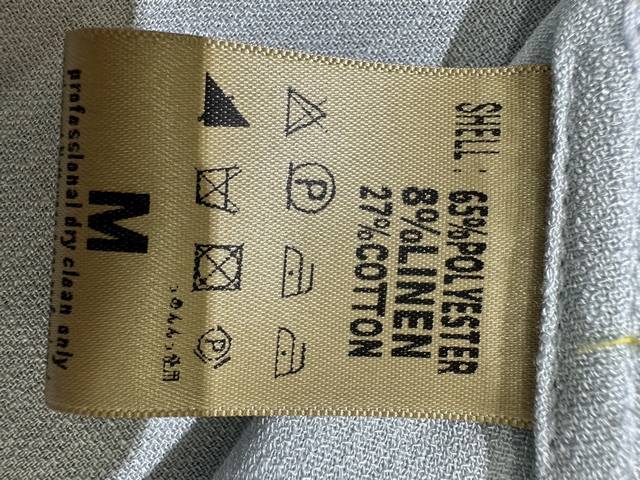 SHELL: 65%POLYESTER
8%LINEN
27%COTTON
P
P
M
professional dry clean only